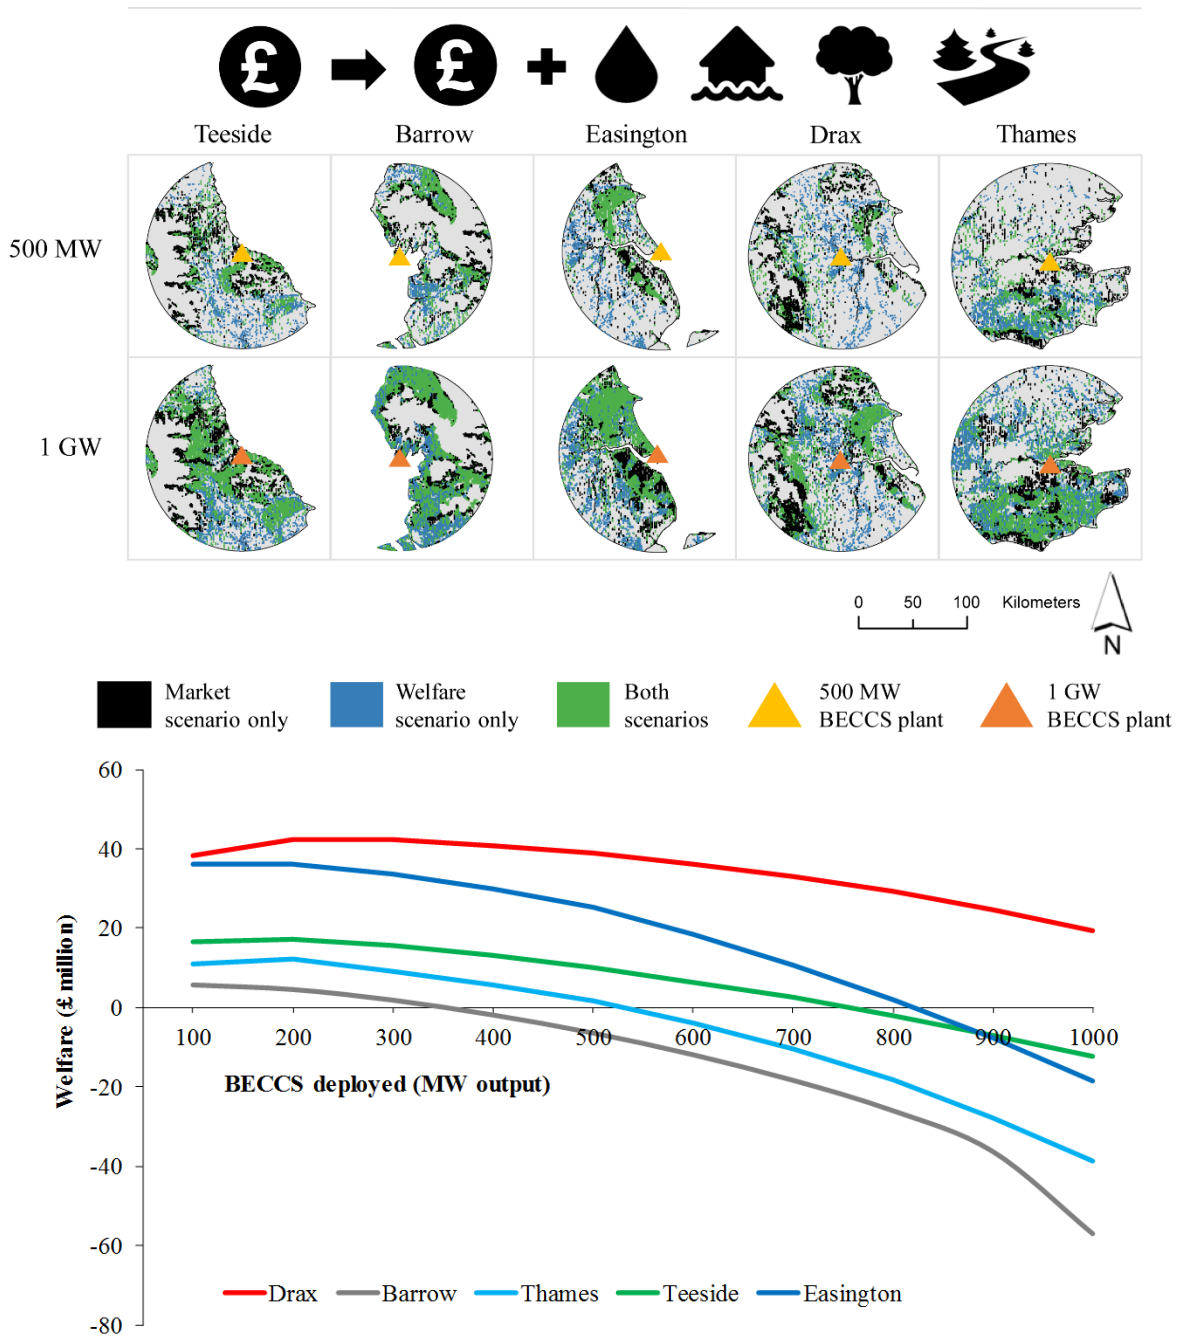 £ £
Teeside Barrow Easington Drax Thames
500 MW
1 GW
0 50 100 Kilometers
N
Market scenario only
Welfare scenario only
Both scenarios
500 MW BECCS plant
1 GW BECCS plant
60
40
20
0
-20
-40
-60
-80
Welfare (£ million)
100 200 300 400 500 600 700 800 900 1000
BECCS deployed (MW output)
Drax Barrow Thames Teeside Easington